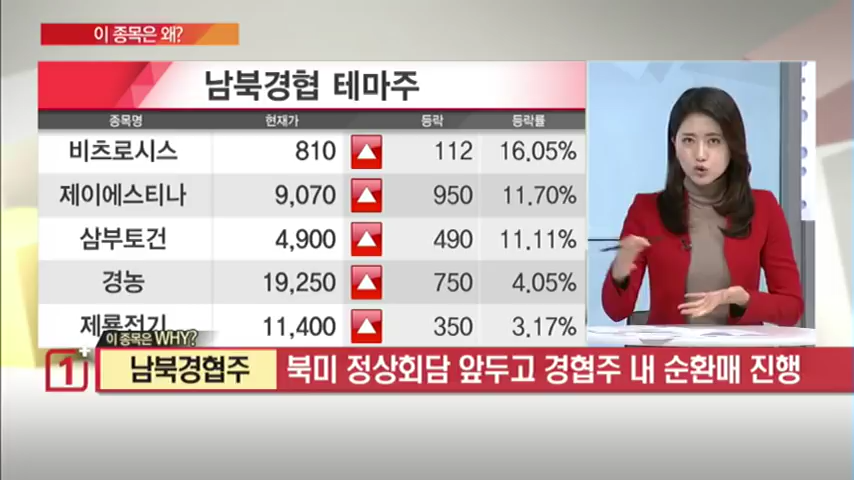 이 종목은 왜?
남북경협 테마주
종목명 현재가 등락 등락률
비츠로시스 810 ▲ 112 16.05%
제이에스티나 9,070 ▲ 950 11.70%
삼부토건 4,900 ▲ 490 11.11%
경농 19,250 ▲ 750 4.05%
제룡전기 11,400 ▲ 350 3.17%
이 종목은 WHY?
1+ 남북경협주 북미 정상회담 앞두고 경협주 내 순환매 진행